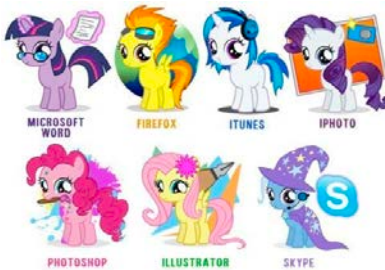 MICROSOFT
WORD
FIREFOX
ITUNES
IPHOTO
S
PHOTOSHOP
ILLUSTRATOR
SKYPE